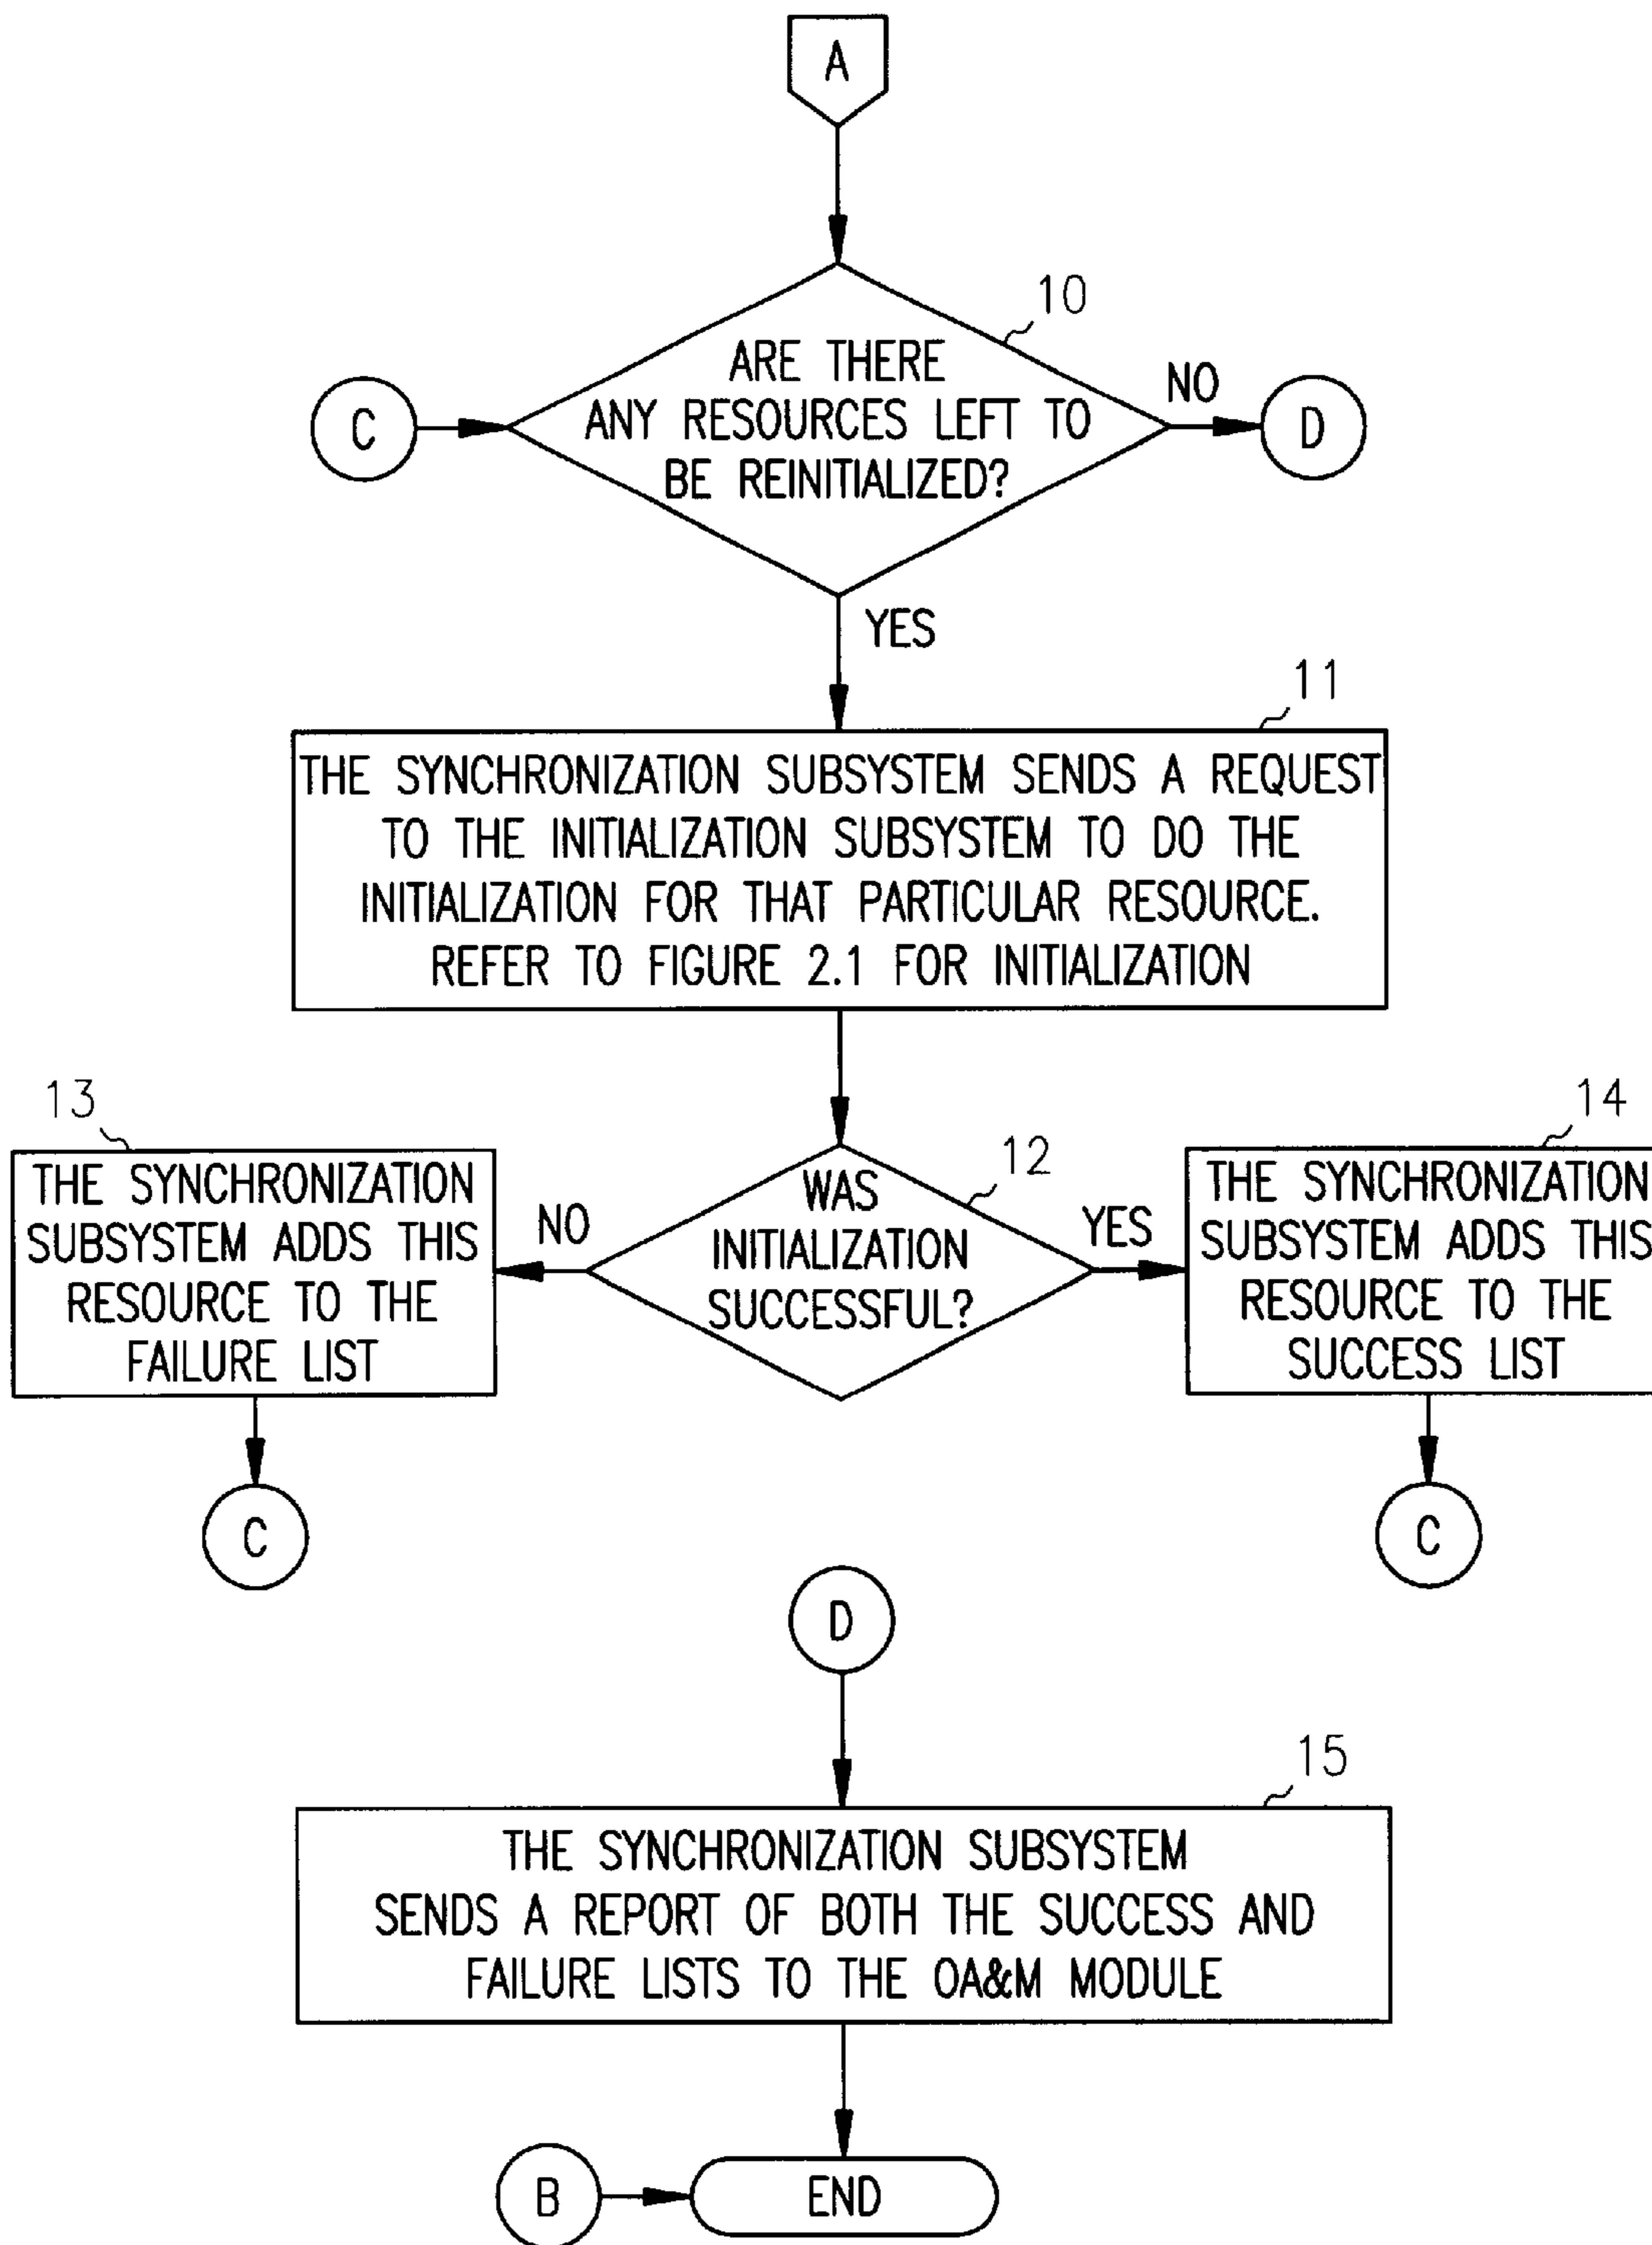 A
10
ARE THERE
ANY RESOURCES LEFT TO
BE REINITIALIZED?
C
NO
D
YES
11
THE SYNCHRONIZATION SUBSYSTEM SENDS A REQUEST
TO THE INITIALIZATION SUBSYSTEM TO DO THE
INITIALIZATION FOR THAT PARTICULAR RESOURCE.
REFER TO FIGURE 2.1 FOR INITIALIZATION
13
THE SYNCHRONIZATION
SUBSYSTEM ADDS THIS
RESOURCE TO THE
FAILURE LIST
NO
12
WAS
INITIALIZATION
SUCCESSFUL?
YES
14
THE SYNCHRONIZATION
SUBSYSTEM ADDS THIS
RESOURCE TO THE
SUCCESS LIST
C
C
D
15
THE SYNCHRONIZATION SUBSYSTEM
SENDS A REPORT OF BOTH THE SUCCESS AND
FAILURE LISTS TO THE OA&M MODULE
B
END